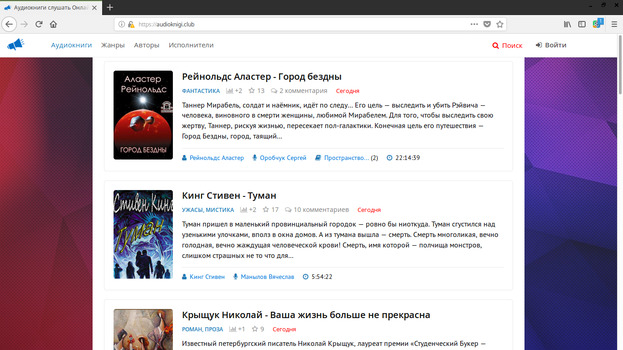 Аудиокниги слушать Онла
https://audioknigi.club
Аудиокниги Жанры Авторы Исполнители Поиск Войти
Аластер
Рейнольдс
ГОРОД БЕЗДНЫ
Рейнольдс Аластер - Город бездны
ФАНТАСТИКА +2 13 2 комментария Сегодня
Таннер Мирабель, солдат и наёмник, идёт по следу... Его цель — выследить и убить Рэйвича —
человека, виновного в смерти женщины, любимой Мирабелем. Для того, чтобы выследить свою
жертву, Таннер, рискуя жизнью, пересекает пол-галактики. Конечная цель его путешествия —
Город Бездны, город, таящий...
Рейнольдс Аластер Оробчук Сергей Пространство... (2) 22:14:39
Стивен Кинг
Туман
Кинг Стивен - Туман
УЖАСЫ, МИСТИКА +2 17 10 комментариев Сегодня
Туман пришел в маленький провинциальный городок — ровно бы ниоткуда. Туман сгустился над
узенькими улочками, вполз в окна домов. А из тумана вышла — смерть. Смерть многоликая, вечно
голодная, вечно жаждущая человеческой крови! Смерть, имя которой — полчища монстров,
слишком страшных не то что для...
Кинг Стивен Манылов Вячеслав 5:54:22
Крыщук Николай - Ваша жизнь больше не прекрасна
РОМАН, ПРОЗА +1 9 Сегодня
Известный петербургский писатель Николай Крыщук, лауреат премии «Студенческий Букер —